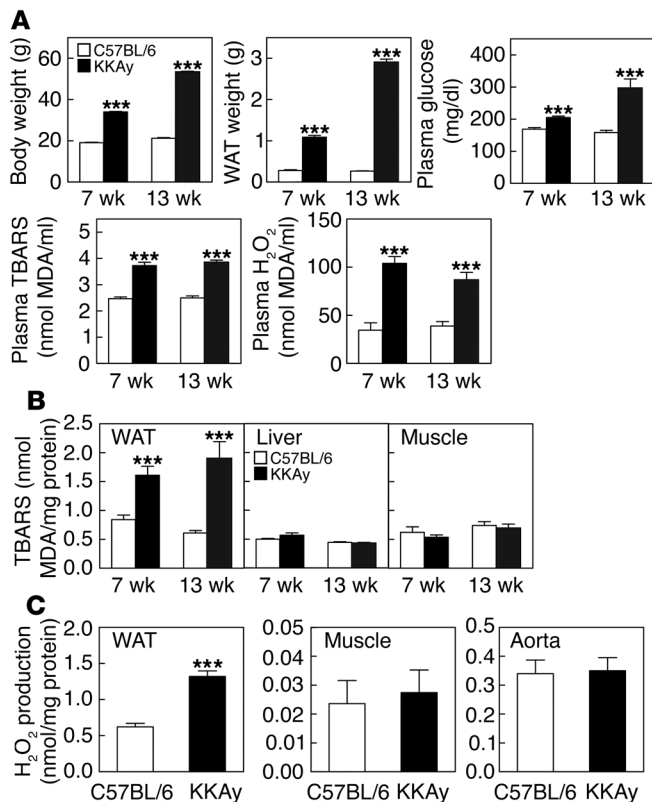 A
Body weight (g)
60
40
20
0
C57BL/6
KKAy
***
***
7 wk 13 wk
WAT weight (g)
3
2
1
0
***
***
7 wk 13 wk
Plasma glucose
(mg/dl)
400
300
200
100
0
***
***
7 wk 13 wk
Plasma TBARS
(nmol MDA/ml)
5
4
3
2
1
0
***
***
7 wk 13 wk
Plasma H₂O₂
(nmol MDA/ml)
150
100
50
0
***
***
7 wk 13 wk
B
TBARS (nmol
MDA/mg protein)
2.5
2.0
1.5
1.0
0.5
0.0
WAT
***
***
7 wk 13 wk
Liver
C57BL/6
KKAy
7 wk 13 wk
Muscle
7 wk 13 wk
C
H₂O₂ production
(nmol/mg protein)
2.0
1.5
1.0
0.5
0.0
WAT
***
C57BL/6 KKAy
0.05
0.04
0.03
0.02
0.01
0.00
Muscle
C57BL/6 KKAy
0.5
0.4
0.3
0.2
0.1
0.0
Aorta
C57BL/6 KKAy